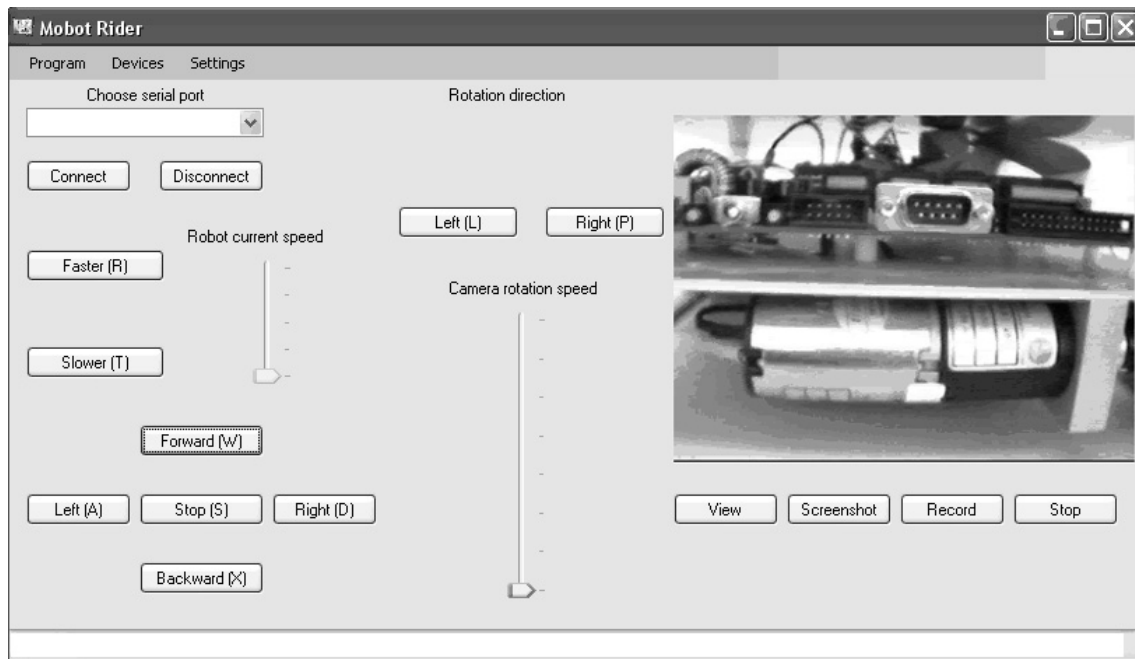 Mobot Rider
Program Devices Settings
Choose serial port
Rotation direction
Connect Disconnect
Left (L) Right (P)
Robot current speed
Faster (R)
Camera rotation speed
Slower (T)
Forward (W)
Left (A) Stop (S) Right (D)
View Screenshot Record Stop
Backward (X)